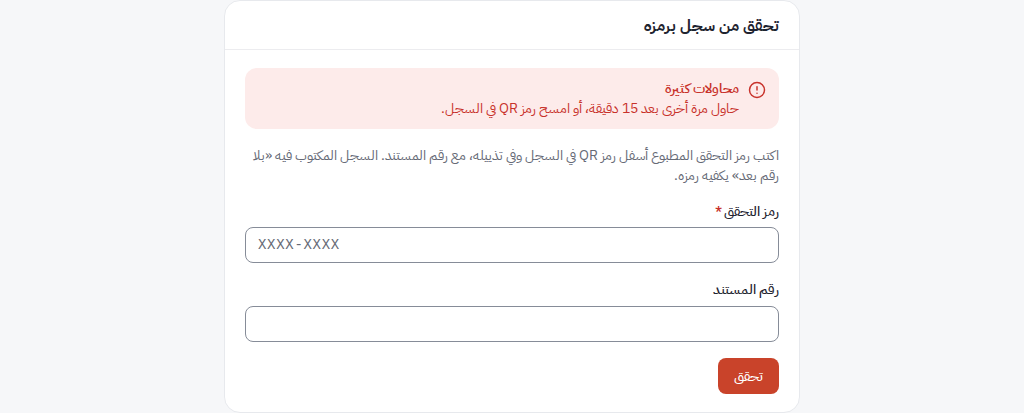 تحقق من سجل برمزه
محاولات كثيرة
حاول مرة أخرى بعد 15 دقيقة، أو امسح رمز QR في السجل.
اكتب رمز التحقق المطبوع أسفل رمز QR في السجل وفي تذييله، مع رقم المستند. السجل المكتوب فيه «بلا
رقم بعد» يكفيه رمزه.
رمز التحقق *
XXXX-XXXX
رقم المستند
تحقق